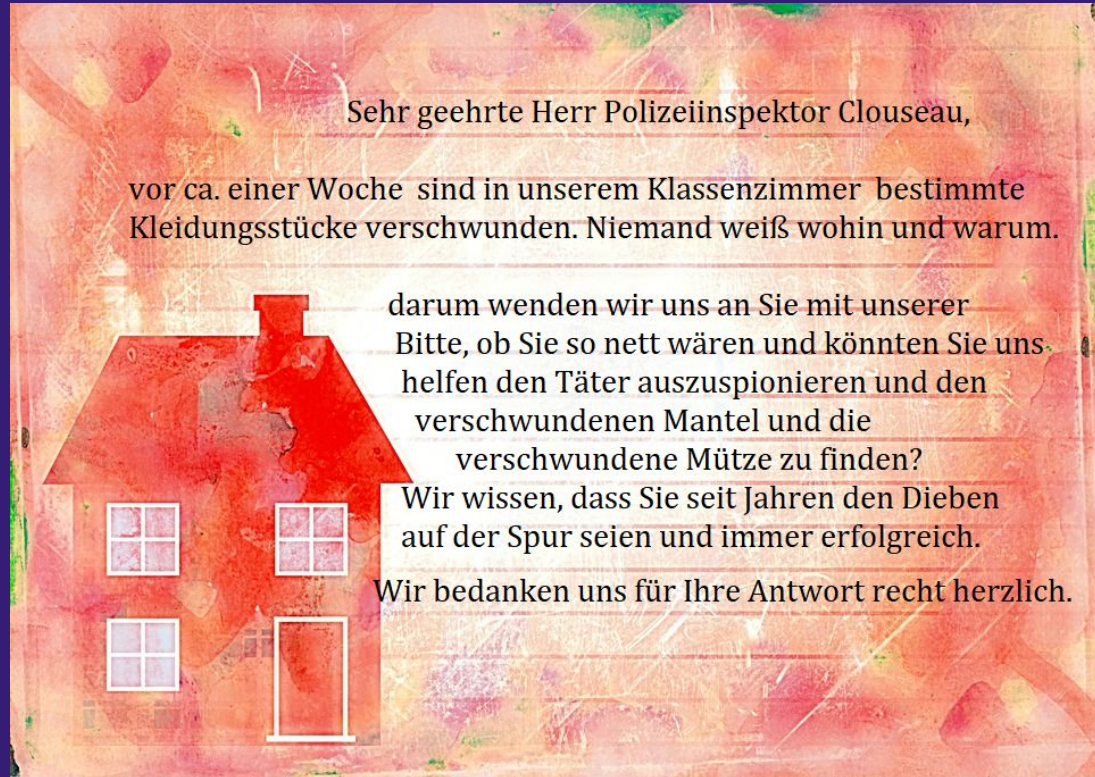 Sehr geehrte Herr Polizeiinspektor Clouseau,
vor ca. einer Woche sind in unserem Klassenzimmer bestimmte
Kleidungsstücke verschwunden. Niemand weiß wohin und warum.
darum wenden wir uns an Sie mit unserer
Bitte, ob Sie so nett wären und könnten Sie uns
helfen den Täter auszuspionieren und den
verschwundenen Mantel und die
verschwundene Mütze zu finden?
Wir wissen, dass Sie seit Jahren den Dieben
auf der Spur seien und immer erfolgreich.
Wir bedanken uns für Ihre Antwort recht herzlich.